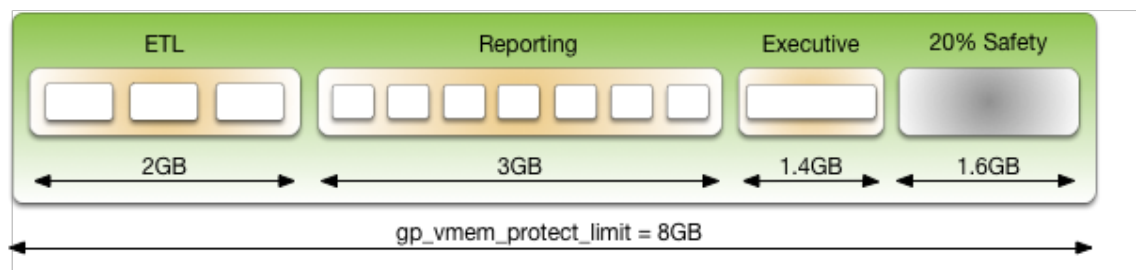 ETL Reporting Executive 20% Safety
2GB 3GB 1.4GB 1.6GB
gp_vmem_protect_limit = 8GB